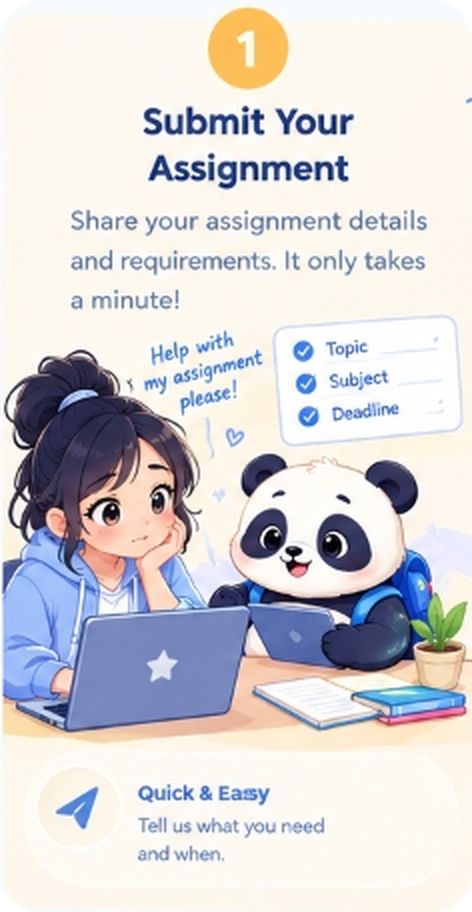 1
Submit Your
Assignment
Share your assignment details
and requirements. It only takes
a minute!
Help with
my assignment
please!
Topic
Subject
Deadline
Quick & Easy
Tell us what you need
and when.